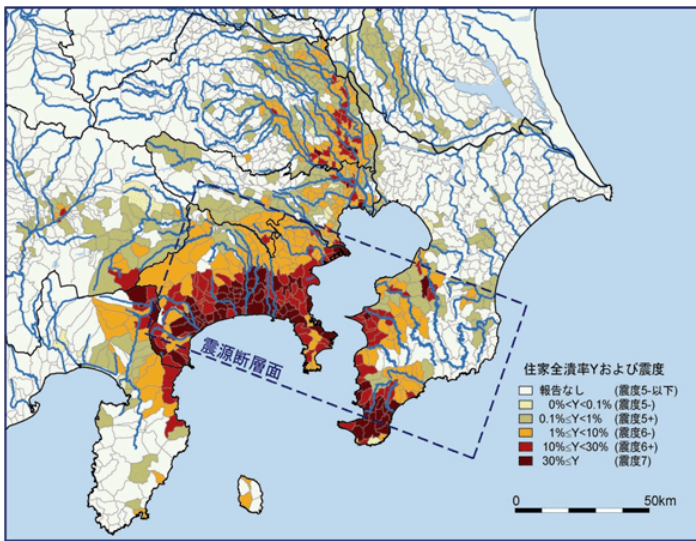 震源断層面
住家全潰率Yおよび震度
報告なし (震度5-以下)
0%<Y<0.1% (震度5-)
0.1%≦Y<1% (震度5+)
1%≦Y<10% (震度6-)
10%≦Y<30% (震度6+)
30%≦Y (震度7)
0 50km